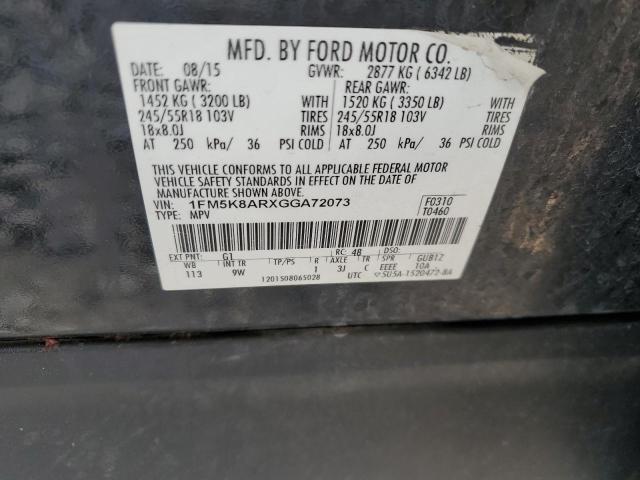 MFD. BY FORD MOTOR CO.
DATE: 08/15 GVWR: 2877 KG ( 6342 LB)
FRONT GAWR: REAR GAWR:
1452 KG ( 3200 LB) WITH 1520 KG ( 3350 LB) WITH
245/55R18 103V TIRES 245/55R18 103V TIRES
18x8.0J RIMS 18x8.0J RIMS
AT 250 kPa/ 36 PSI COLD AT 250 kPa/ 36 PSI COLD
THIS VEHICLE CONFORMS TO ALL APPLICABLE FEDERAL MOTOR
VEHICLE SAFETY STANDARDS IN EFFECT ON THE DATE OF
MANUFACTURE SHOWN ABOVE.
VIN: 1FM5K8ARXGGA72073 F0310
TYPE: MPV T0460
EXT PNT: G1 RC: 48 DSO:
WB INT TR TP/PS R AXLE TR SPR GUB1Z
113 9W 1 3J C EEEE 10A
1201508065028 UTC 5U5A-1520472-BA